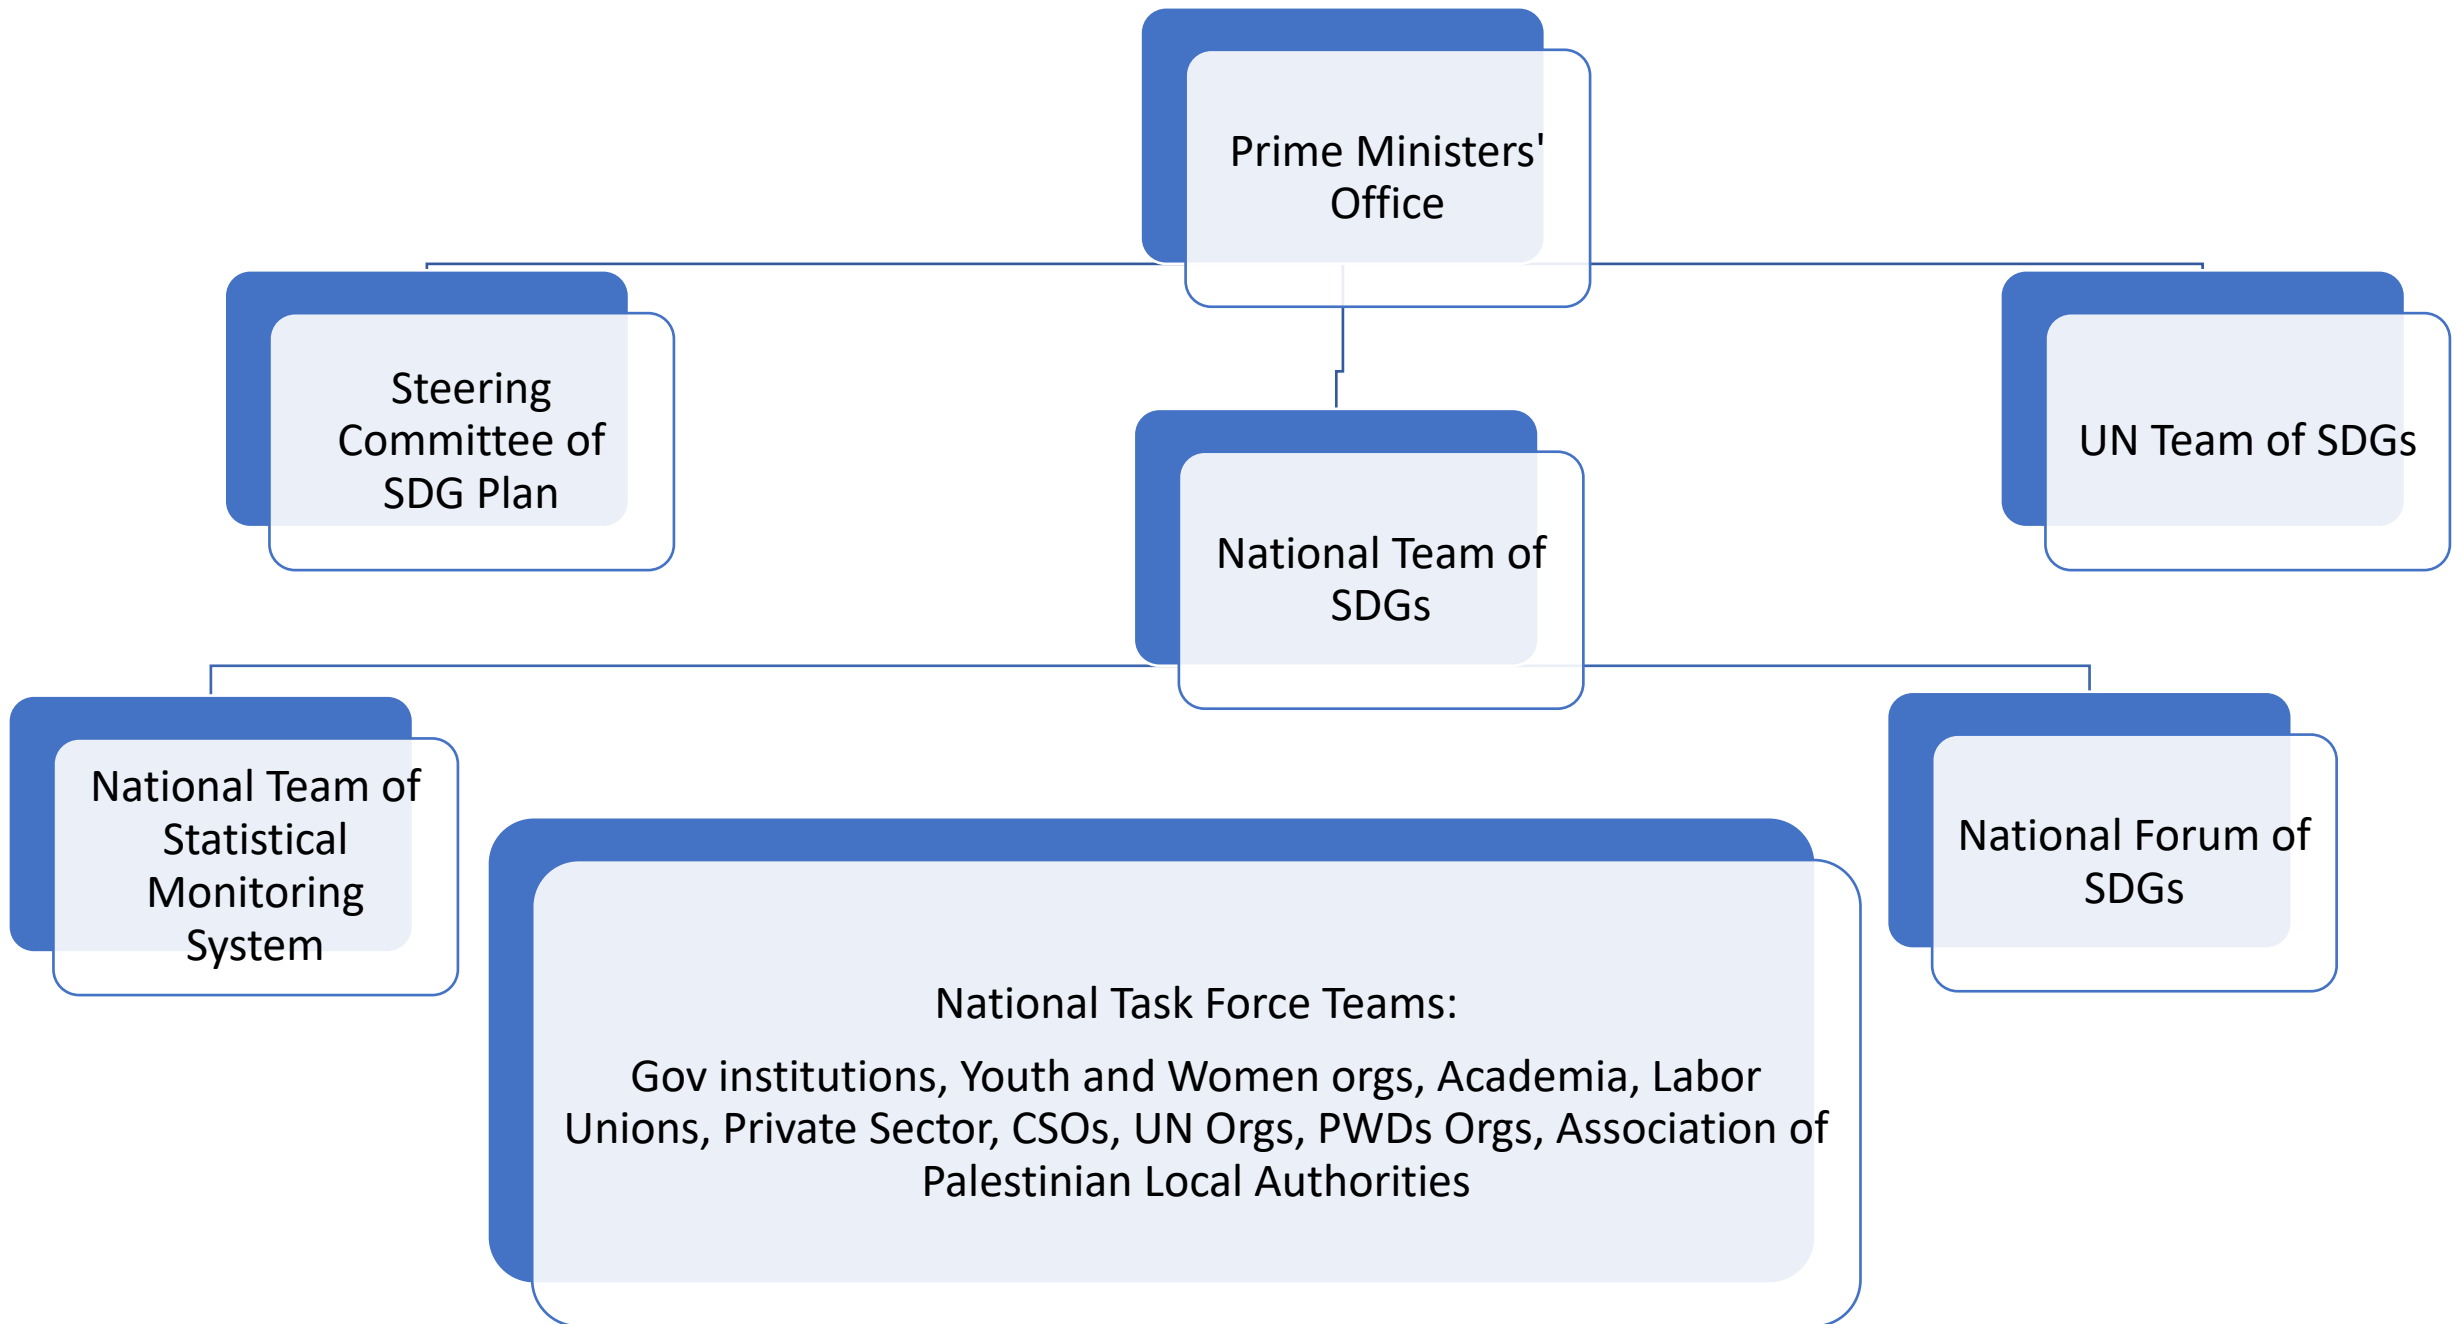 Prime Ministers'
Office
Steering
Committee of
SDG Plan
National Team of
SDGs
UN Team of SDGs
National Team of
Statistical
Monitoring
System
National Task Force Teams:
Gov institutions, Youth and Women orgs, Academia, Labor
Unions, Private Sector, CSOs, UN Orgs, PWDs Orgs, Association of
Palestinian Local Authorities
National Forum of
SDGs